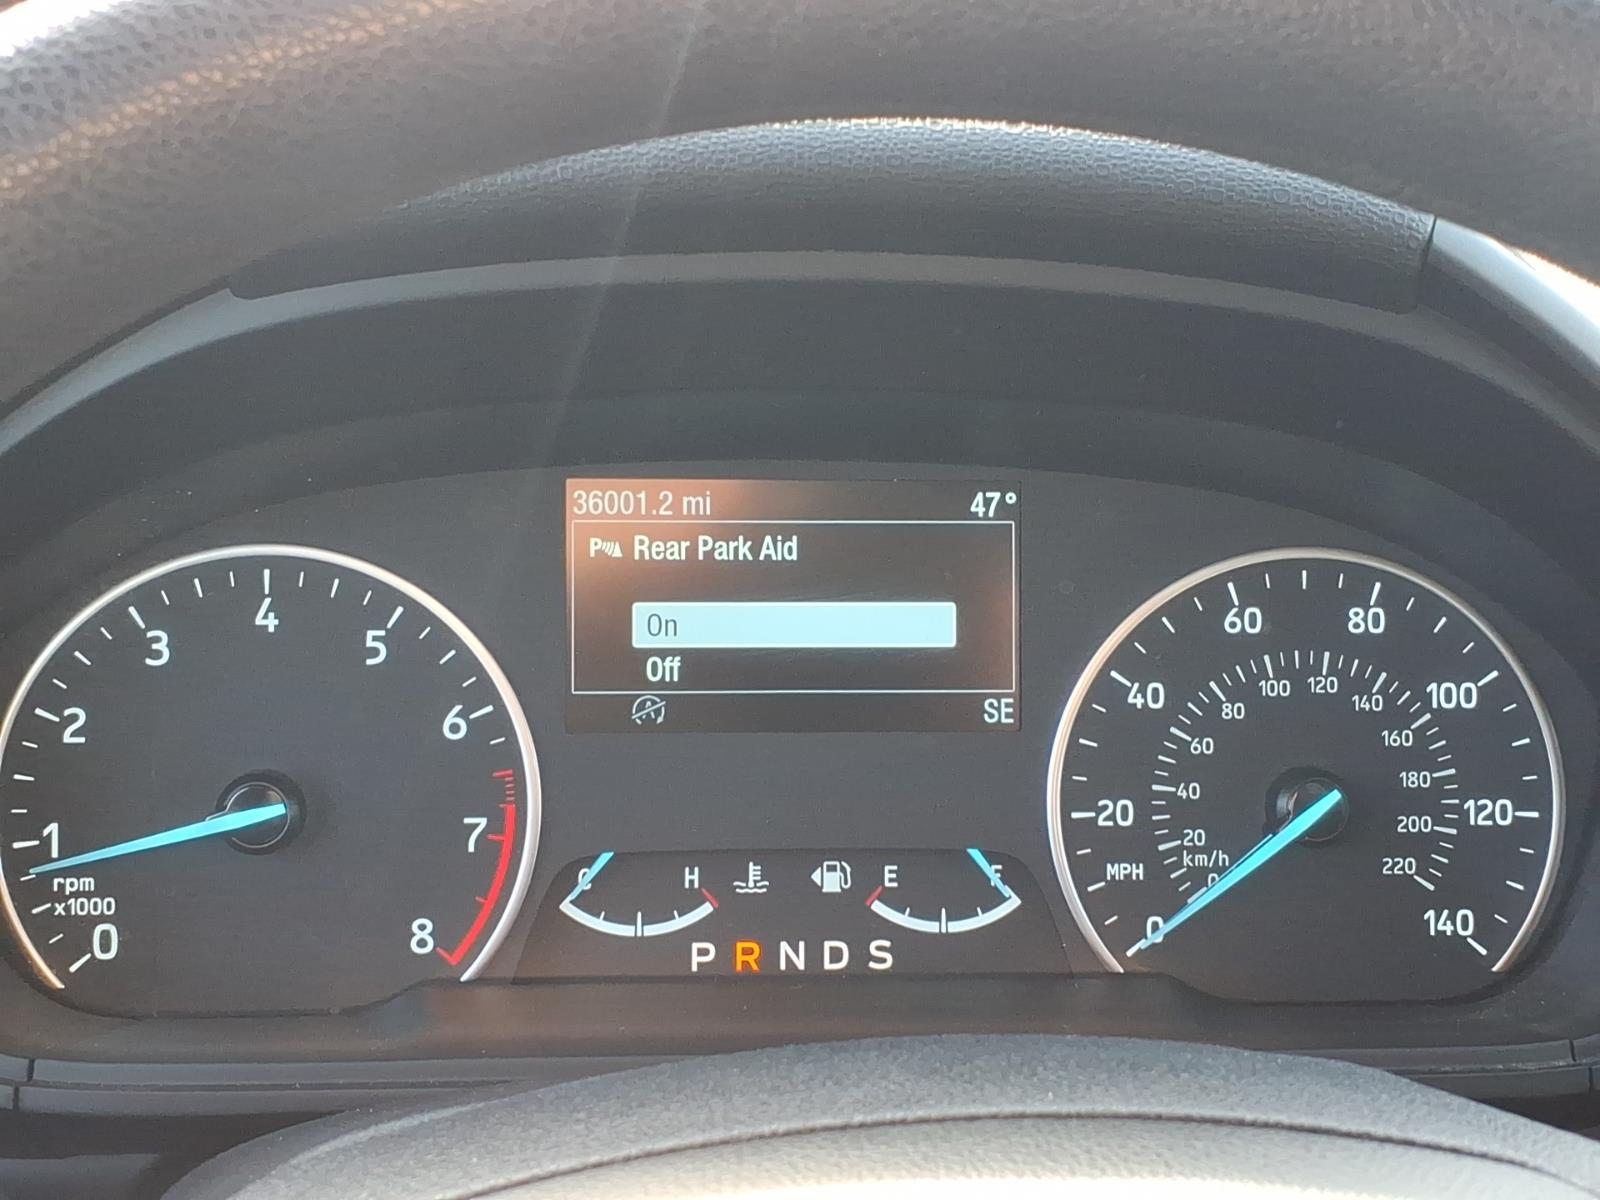 36001.2 mi 47°
P Rear Park Aid
On
Off
SE
0 1 2 3 4 5 6 7 8
rpm
x1000
0 20 40 60 80 100 120 140
MPH
0 20 40 60 80 100 120 140 160 180 200 220
km/h
C H E F
P R N D S